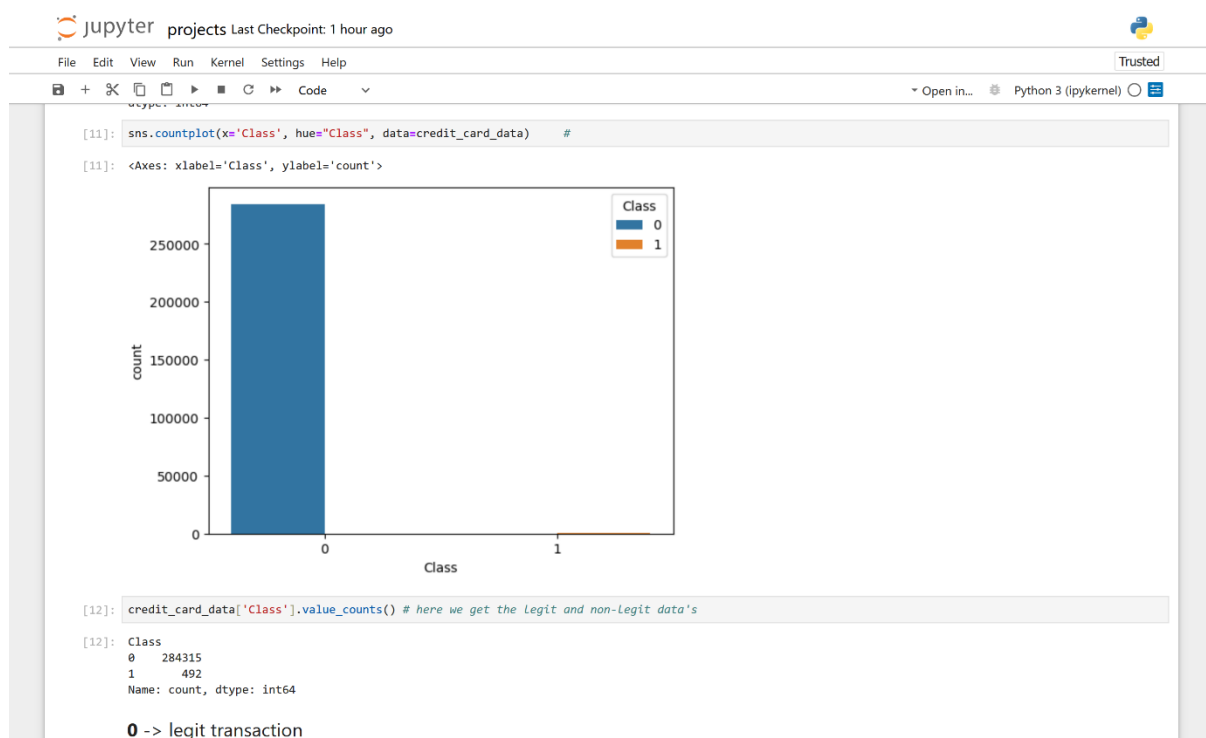 jupyter projects Last Checkpoint: 1 hour ago
File Edit View Run Kernel Settings Help Trusted
Code Open in... Python 3 (ipykernel)
dtype: int64
[11]: sns.countplot(x='Class', hue="Class", data=credit_card_data) #
[11]: <Axes: xlabel='Class', ylabel='count'>
Class
0
1
250000
200000
150000
100000
50000
0
count
0 1
Class
[12]: credit_card_data['Class'].value_counts() # here we get the legit and non-legit data's
[12]: Class
0 284315
1 492
Name: count, dtype: int64
0 -> legit transaction